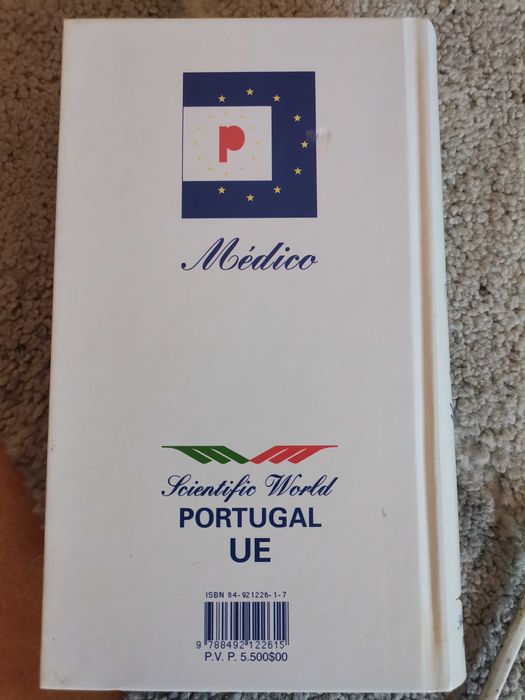 p
Médico
Scientific World
PORTUGAL
UE
ISBN 84-921226-1-7
9 788492 122615
P.V. P. 5.500$00